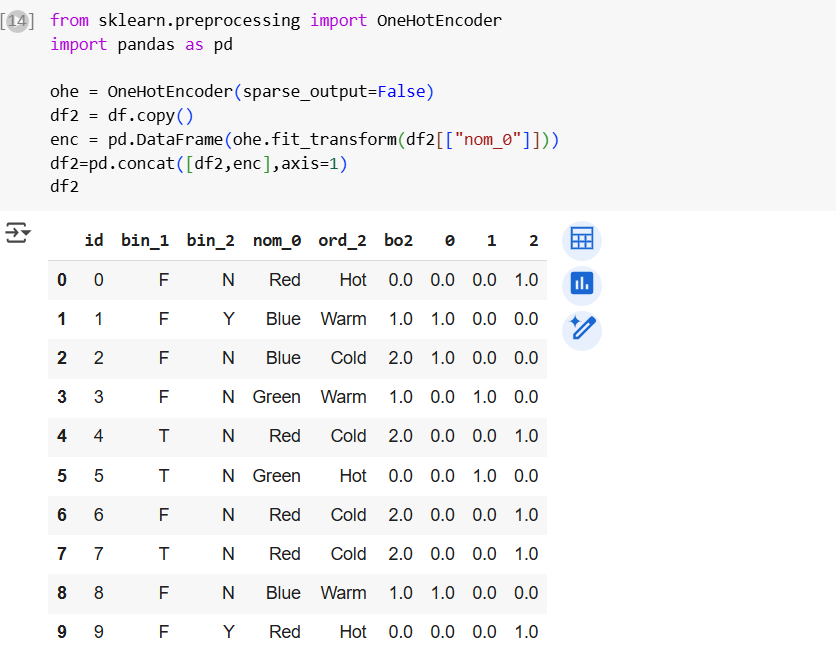 [14] from sklearn.preprocessing import OneHotEncoder
import pandas as pd
ohe = OneHotEncoder(sparse_output=False)
df2 = df.copy()
enc = pd.DataFrame(ohe.fit_transform(df2[["nom_0"]]))
df2=pd.concat([df2,enc],axis=1)
df2
id bin_1 bin_2 nom_0 ord_2 bo2 0 1 2
0 0 F N Red Hot 0.0 0.0 0.0 1.0
1 1 F Y Blue Warm 1.0 1.0 0.0 0.0
2 2 F N Blue Cold 2.0 1.0 0.0 0.0
3 3 F N Green Warm 1.0 0.0 1.0 0.0
4 4 T N Red Cold 2.0 0.0 0.0 1.0
5 5 T N Green Hot 0.0 0.0 1.0 0.0
6 6 F N Red Cold 2.0 0.0 0.0 1.0
7 7 T N Red Cold 2.0 0.0 0.0 1.0
8 8 F N Blue Warm 1.0 1.0 0.0 0.0
9 9 F Y Red Hot 0.0 0.0 0.0 1.0